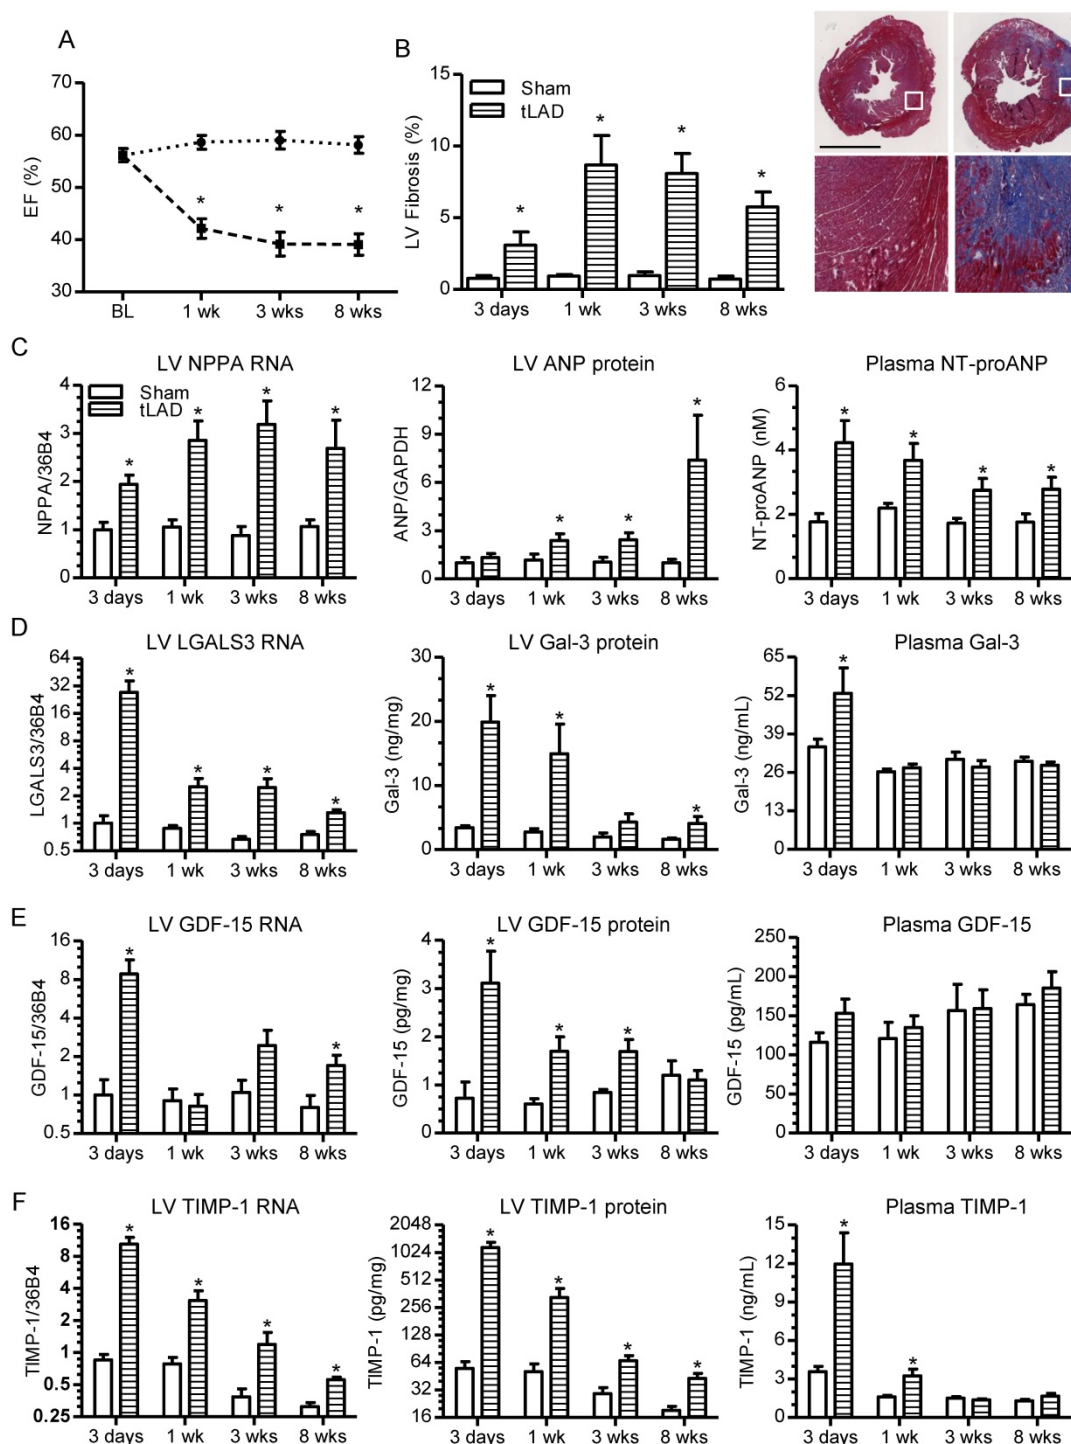 A
EF (%)
70
60
50
40
30
* * *
BL 1 wk 3 wks 8 wks
B
LV Fibrosis (%)
15
10
5
0
Sham
tLAD
* * * *
3 days 1 wk 3 wks 8 wks
C
LV NPPA RNA
NPPA/36B4
4
3
2
1
0
Sham
tLAD
* * * *
3 days 1 wk 3 wks 8 wks
LV ANP protein
ANP/GAPDH
12
9
6
3
0
* * *
3 days 1 wk 3 wks 8 wks
Plasma NT-proANP
NT-proANP (nM)
6
4
2
0
* * * *
3 days 1 wk 3 wks 8 wks
D
LV LGALS3 RNA
LGALS3/36B4
64
32
16
8
4
2
1
0.5
* * * *
3 days 1 wk 3 wks 8 wks
LV Gal-3 protein
Gal-3 (ng/mg)
30
20
10
0
* * *
3 days 1 wk 3 wks 8 wks
Plasma Gal-3
Gal-3 (ng/mL)
65
52
39
26
13
0
*
3 days 1 wk 3 wks 8 wks
E
LV GDF-15 RNA
GDF-15/36B4
16
8
4
2
1
0.5
* *
3 days 1 wk 3 wks 8 wks
LV GDF-15 protein
GDF-15 (pg/mg)
4
3
2
1
0
* * *
3 days 1 wk 3 wks 8 wks
Plasma GDF-15
GDF-15 (pg/mL)
250
200
150
100
50
0
3 days 1 wk 3 wks 8 wks
F
LV TIMP-1 RNA
TIMP-1/36B4
16
8
4
2
1
0.5
0.25
* * * *
3 days 1 wk 3 wks 8 wks
LV TIMP-1 protein
TIMP-1 (pg/mg)
2048
1024
512
256
128
64
32
16
* * * *
3 days 1 wk 3 wks 8 wks
Plasma TIMP-1
TIMP-1 (ng/mL)
15
12
9
6
3
0
* *
3 days 1 wk 3 wks 8 wks